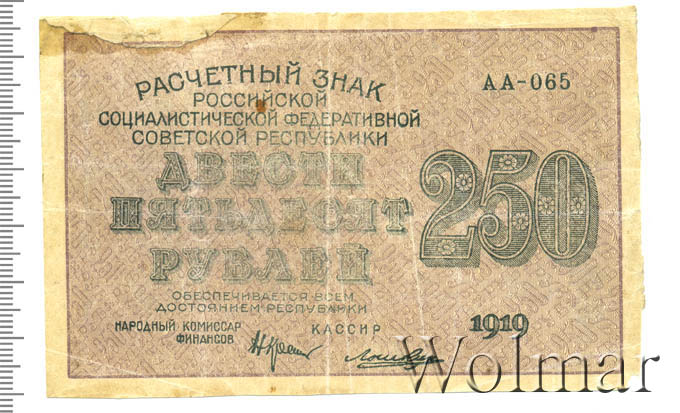 РАСЧЕТНЫЙ ЗНАК
РОССИЙСКОЙ
СОЦИАЛИСТИЧЕСКОЙ ФЕДЕРАТИВНОЙ
СОВЕТСКОЙ РЕСПУБЛИКИ
АА-065
ДВЕСТИ
ПЯТЬДЕСЯТ
РУБЛЕЙ
250
ОБЕСПЕЧИВАЕТСЯ ВСЕМ
ДОСТОЯНИЕМ РЕСПУБЛИКИ
НАРОДНЫЙ КОМИССАР
ФИНАНСОВ
КАССИР
1919
Wolmar